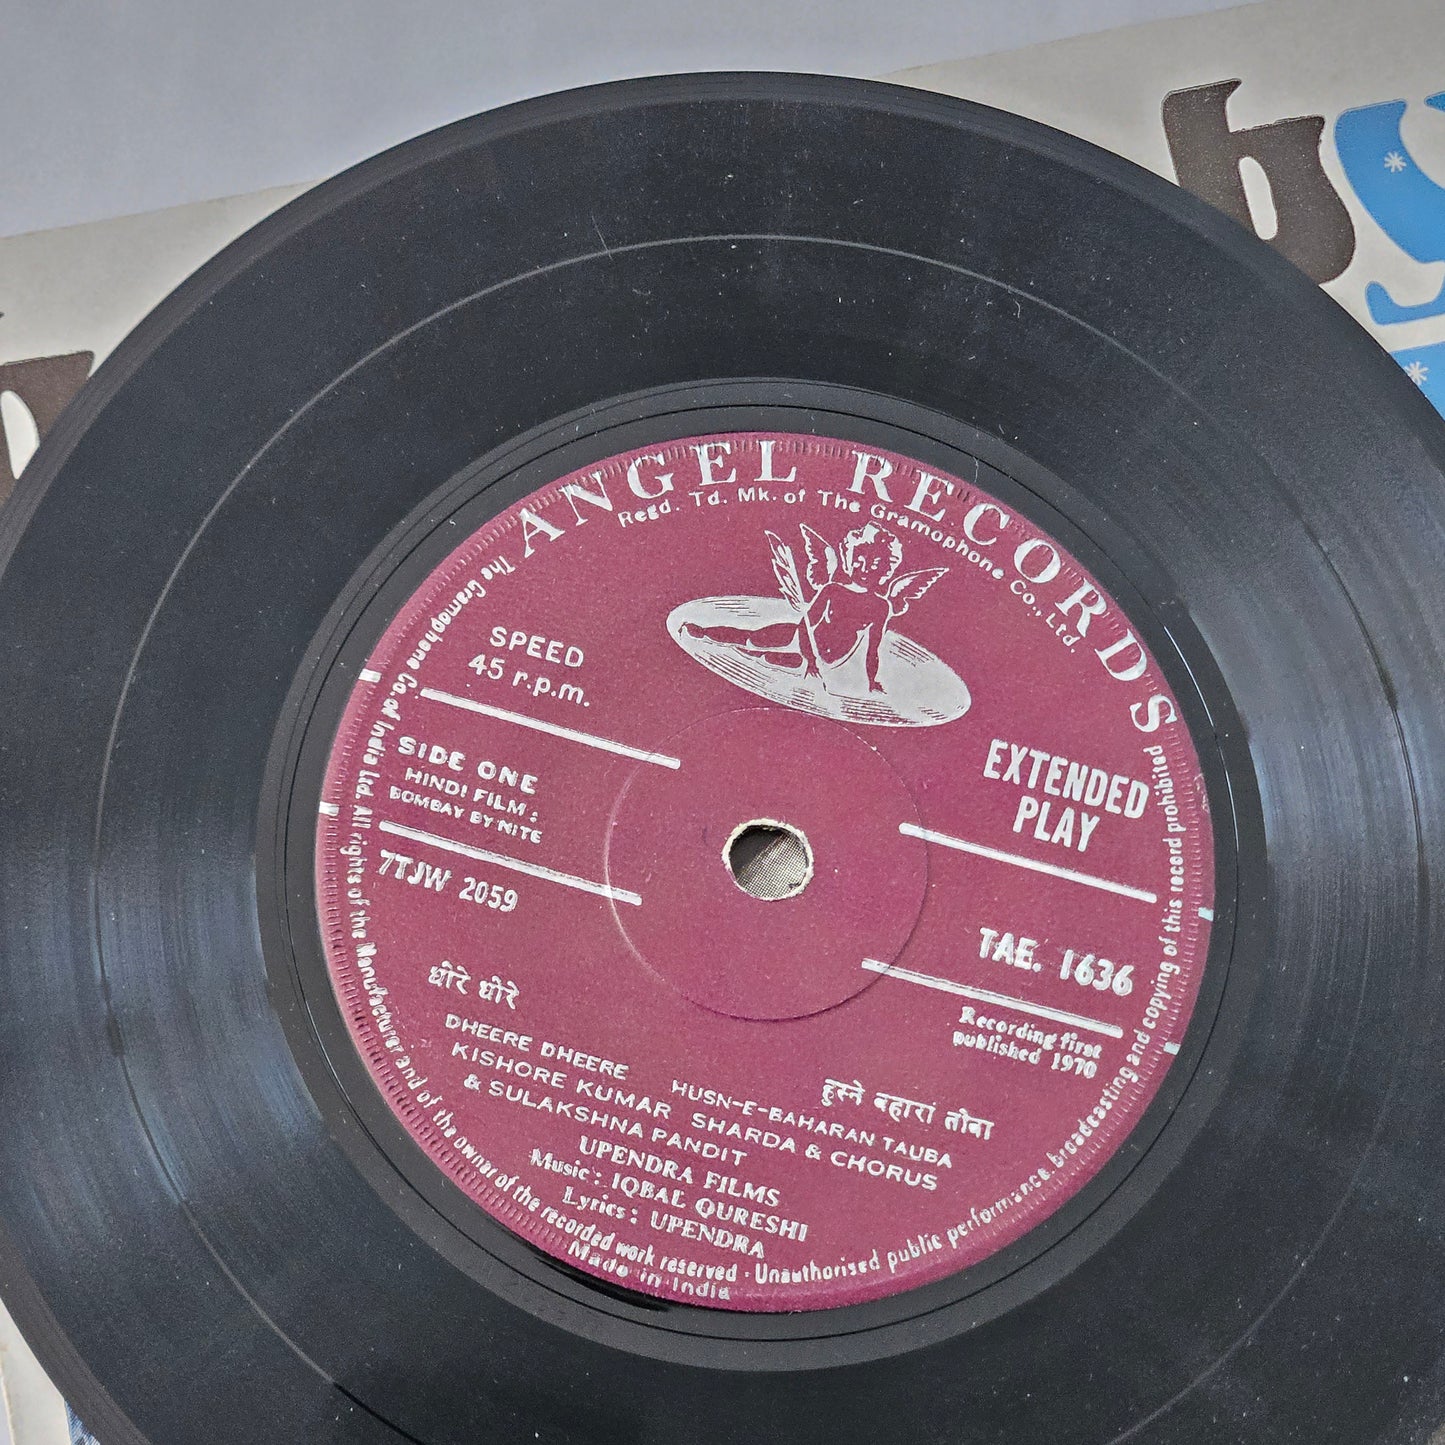 by
ANGEL RECORDS
Regd. Td. Mk. of The Gramophone Co., Ltd.
SPEED
45 r.p.m.
SIDE ONE
HINDI FILM:
BOMBAY BY NITE
7TJW 2059
EXTENDED
PLAY
TAE. 1636
Recording first
published 1970
धीरे धीरे
DHEERE DHEERE
KISHORE KUMAR
& SULAKSHNA PANDIT
हुस्ने बहारां तोबा
HUSN-E-BAHARAN TAUBA
SHARDA & CHORUS
UPENDRA FILMS
Music: IQBAL QURESHI
Lyrics: UPENDRA
The Gramophone Co. of India Ltd. All rights of the Manufacturer and of the owner of the recorded work reserved · Unauthorised public performance broadcasting and copying of this record prohibited
Made in India